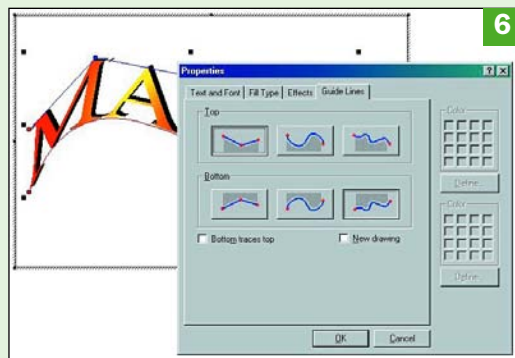 6
MA
Properties
Text and Font Fill Type Effects Guide Lines
Top
Bottom
Bottom traces top New drawing
Color
Define...
Color
Define...
OK Cancel